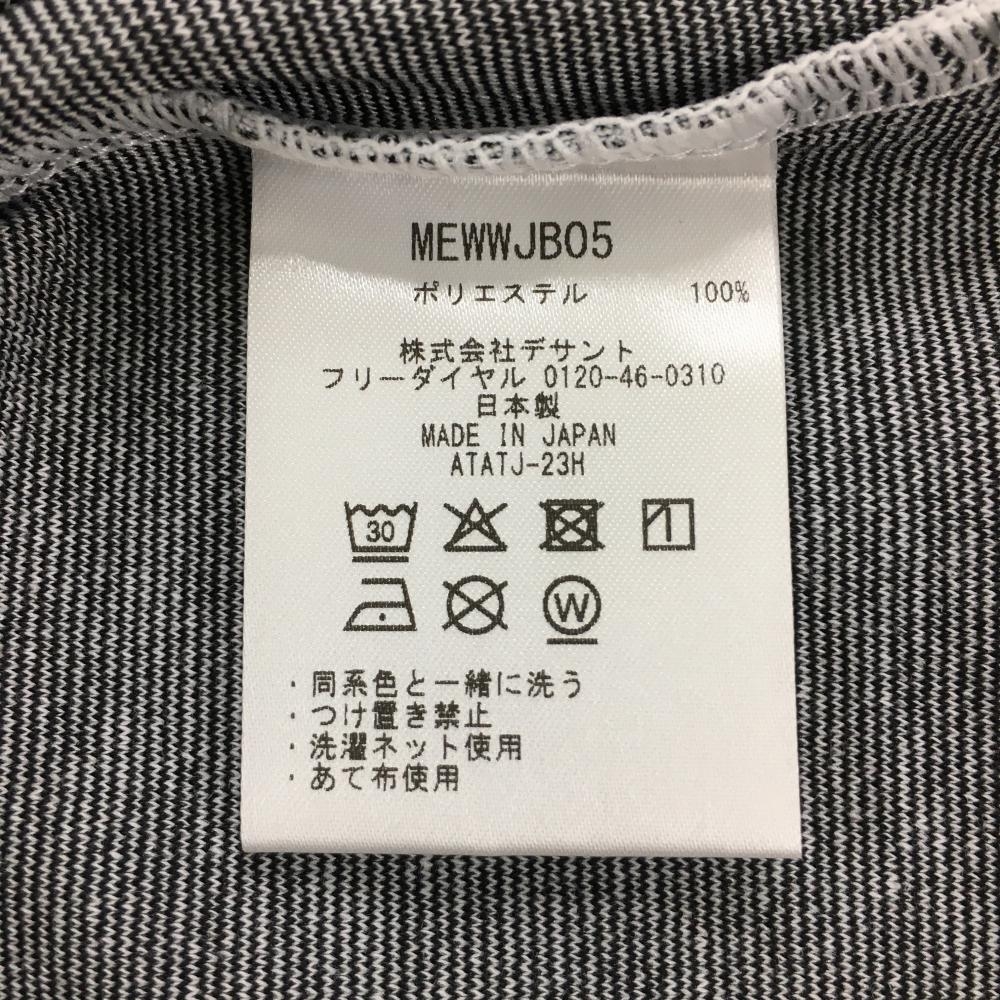 MEWWJB05
ポリエステル 100%
株式会社デサント
フリーダイヤル 0120-46-0310
日本製
MADE IN JAPAN
ATATJ-23H
30
W
・同系色と一緒に洗う
・つけ置き禁止
・洗濯ネット使用
・あて布使用